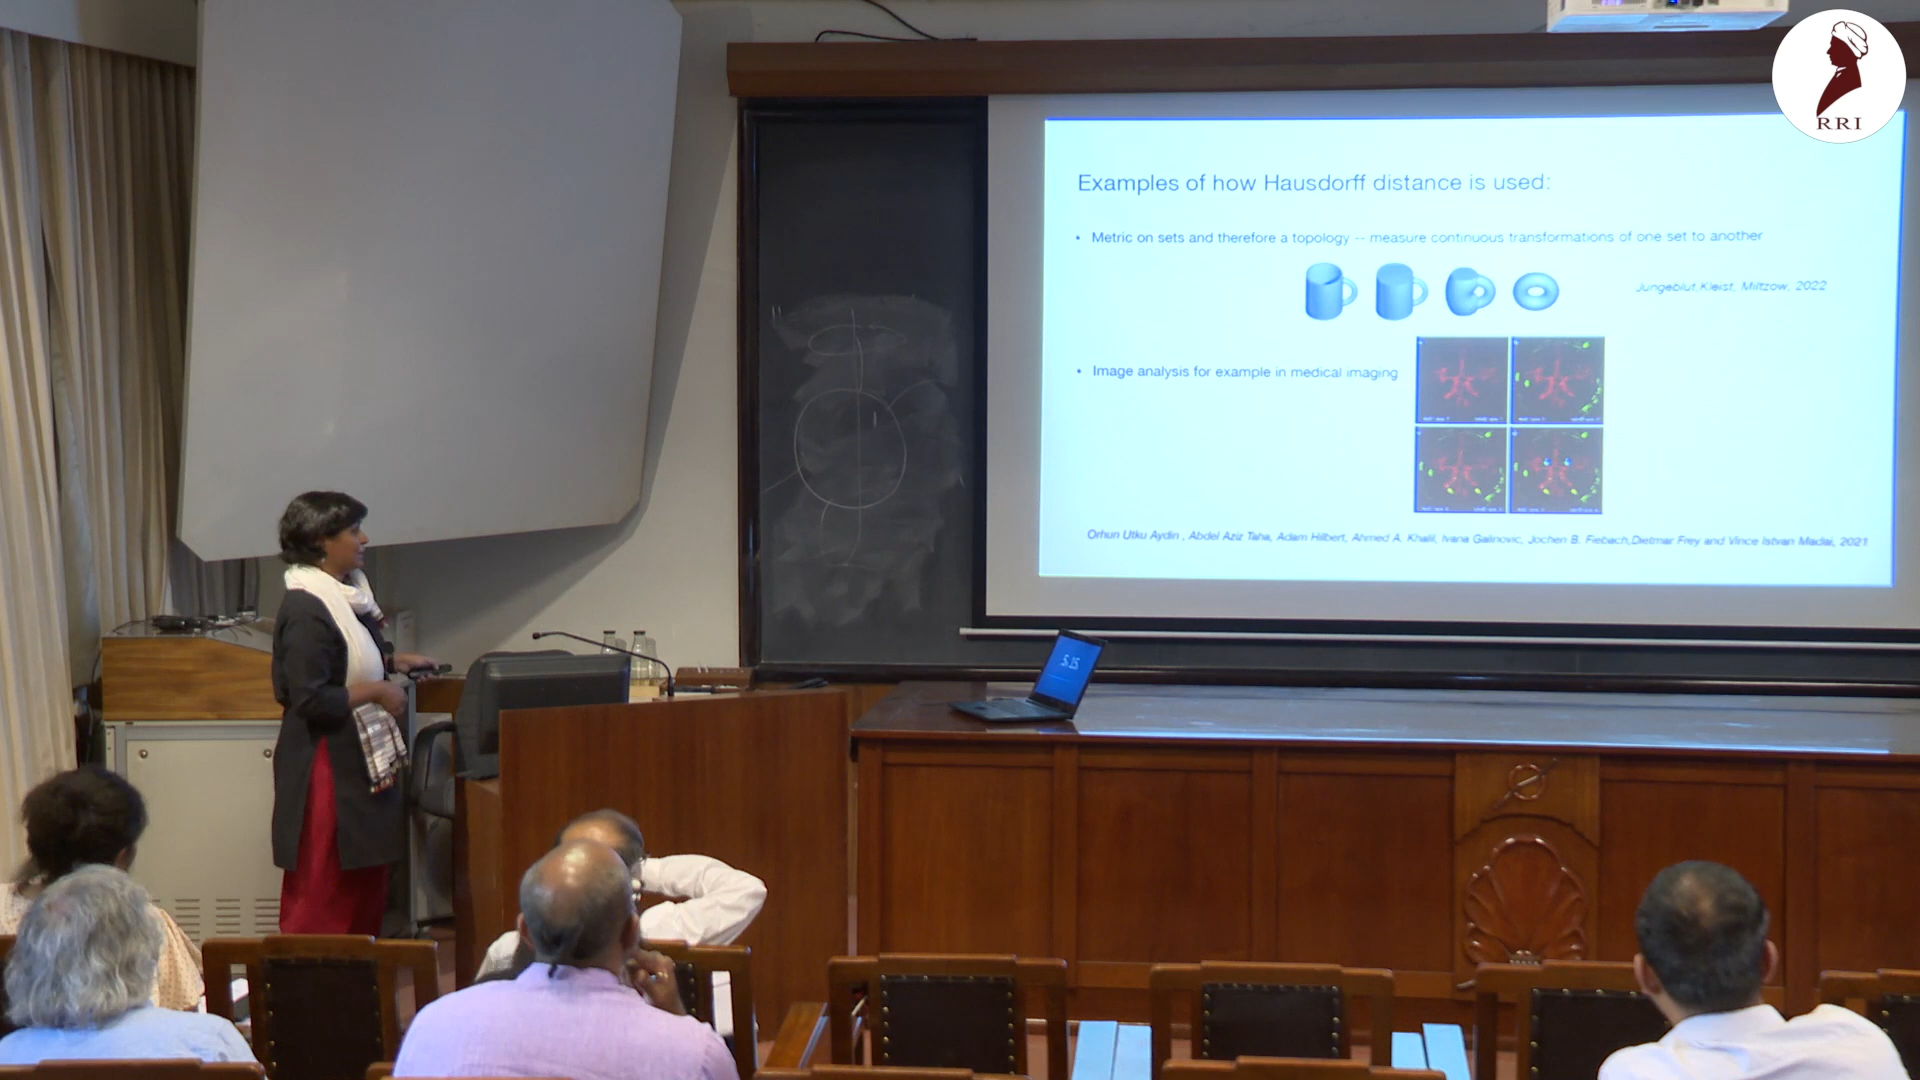 RRI
Examples of how Hausdorff distance is used:
• Metric on sets and therefore a topology -- measure continuous transformations of one set to another
Jungeblut, Kleist, Miltzow, 2022
• Image analysis for example in medical imaging
Orhun Utku Aydin , Abdel Aziz Taha, Adam Hilbert, Ahmed A. Khalil, Ivana Galinovic, Jochen B. Fiebach,Dietmar Frey and Vince Istvan Madai, 2021
5:15